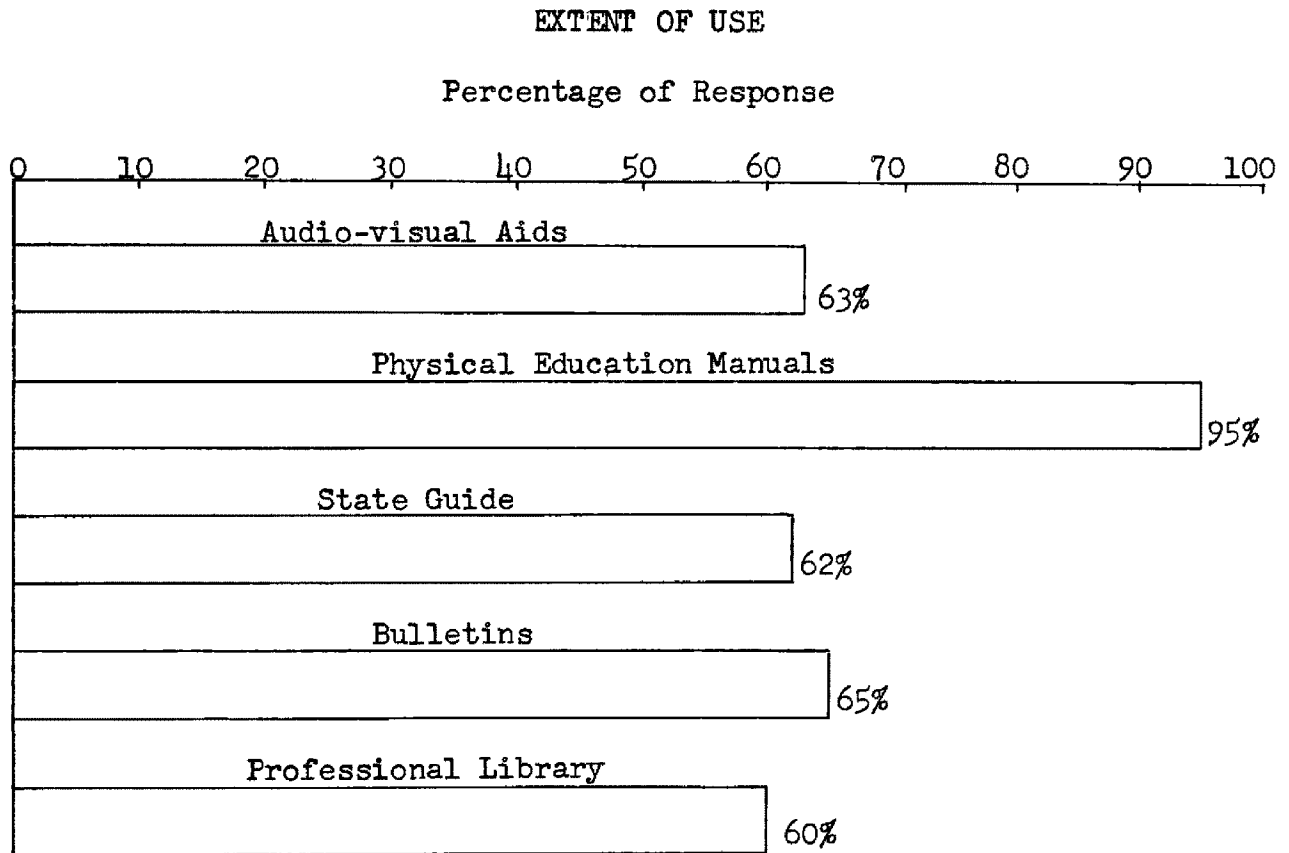 EXTENT OF USE
Percentage of Response
0 10 20 30 40 50 60 70 80 90 100
Audio-visual Aids
63%
Physical Education Manuals
95%
State Guide
62%
Bulletins
65%
Professional Library
60%